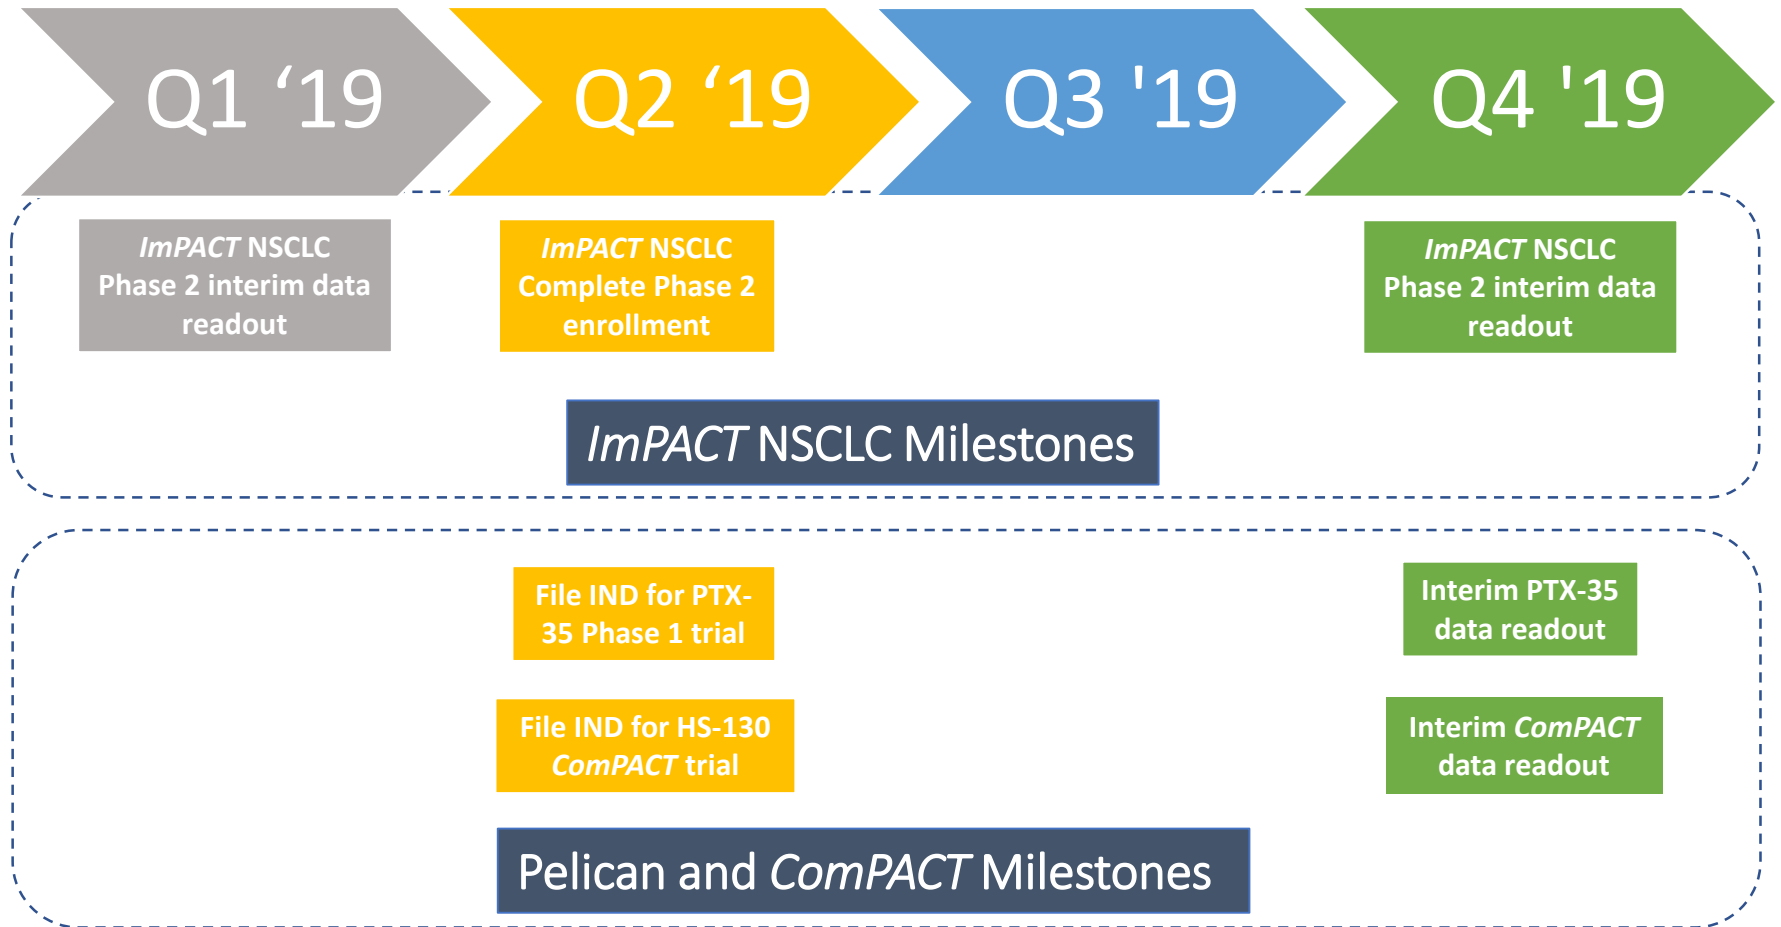 Q1 ‘19
Q2 ‘19
Q3 '19
Q4 '19
ImPACT NSCLC
Phase 2 interim data
readout
ImPACT NSCLC
Complete Phase 2
enrollment
ImPACT NSCLC
Phase 2 interim data
readout
ImPACT NSCLC Milestones
File IND for PTX-
35 Phase 1 trial
Interim PTX-35
data readout
File IND for HS-130
ComPACT trial
Interim ComPACT
data readout
Pelican and ComPACT Milestones